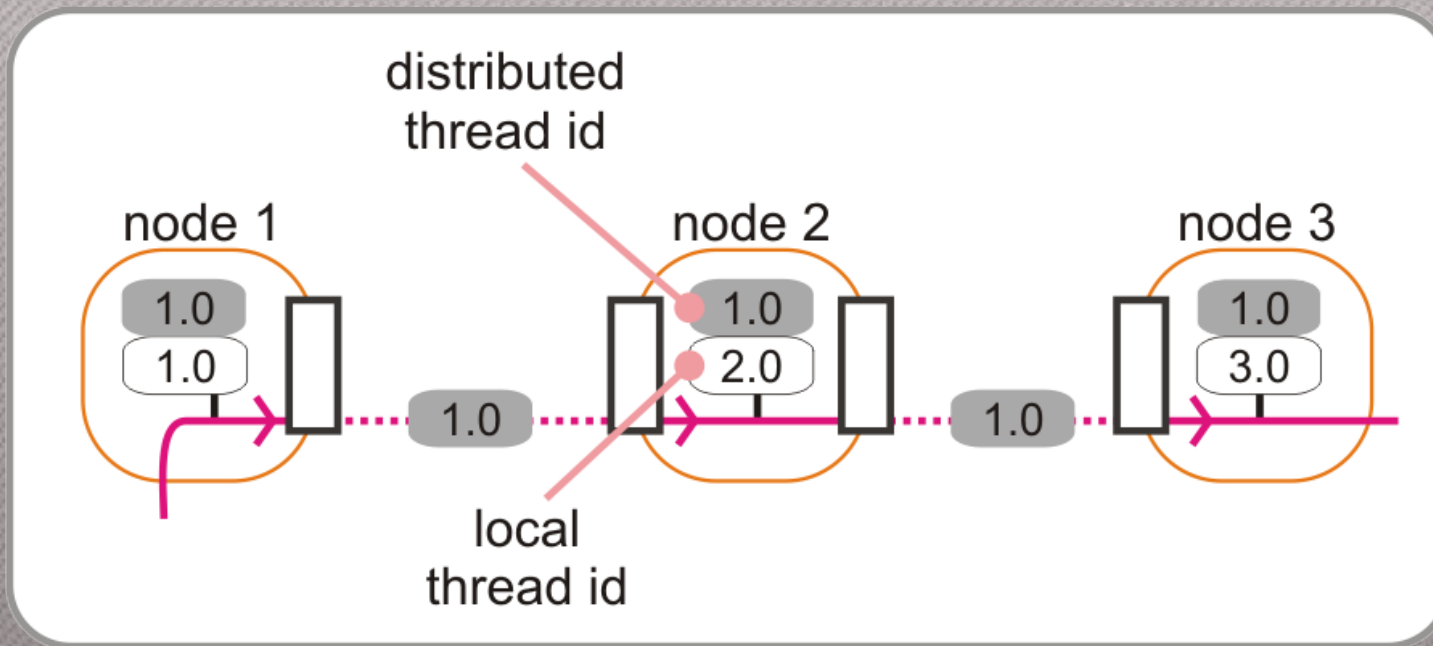 distributed
thread id
node 1
node 2
node 3
1.0
1.0
1.0
1.0
2.0
3.0
1.0
1.0
local
thread id